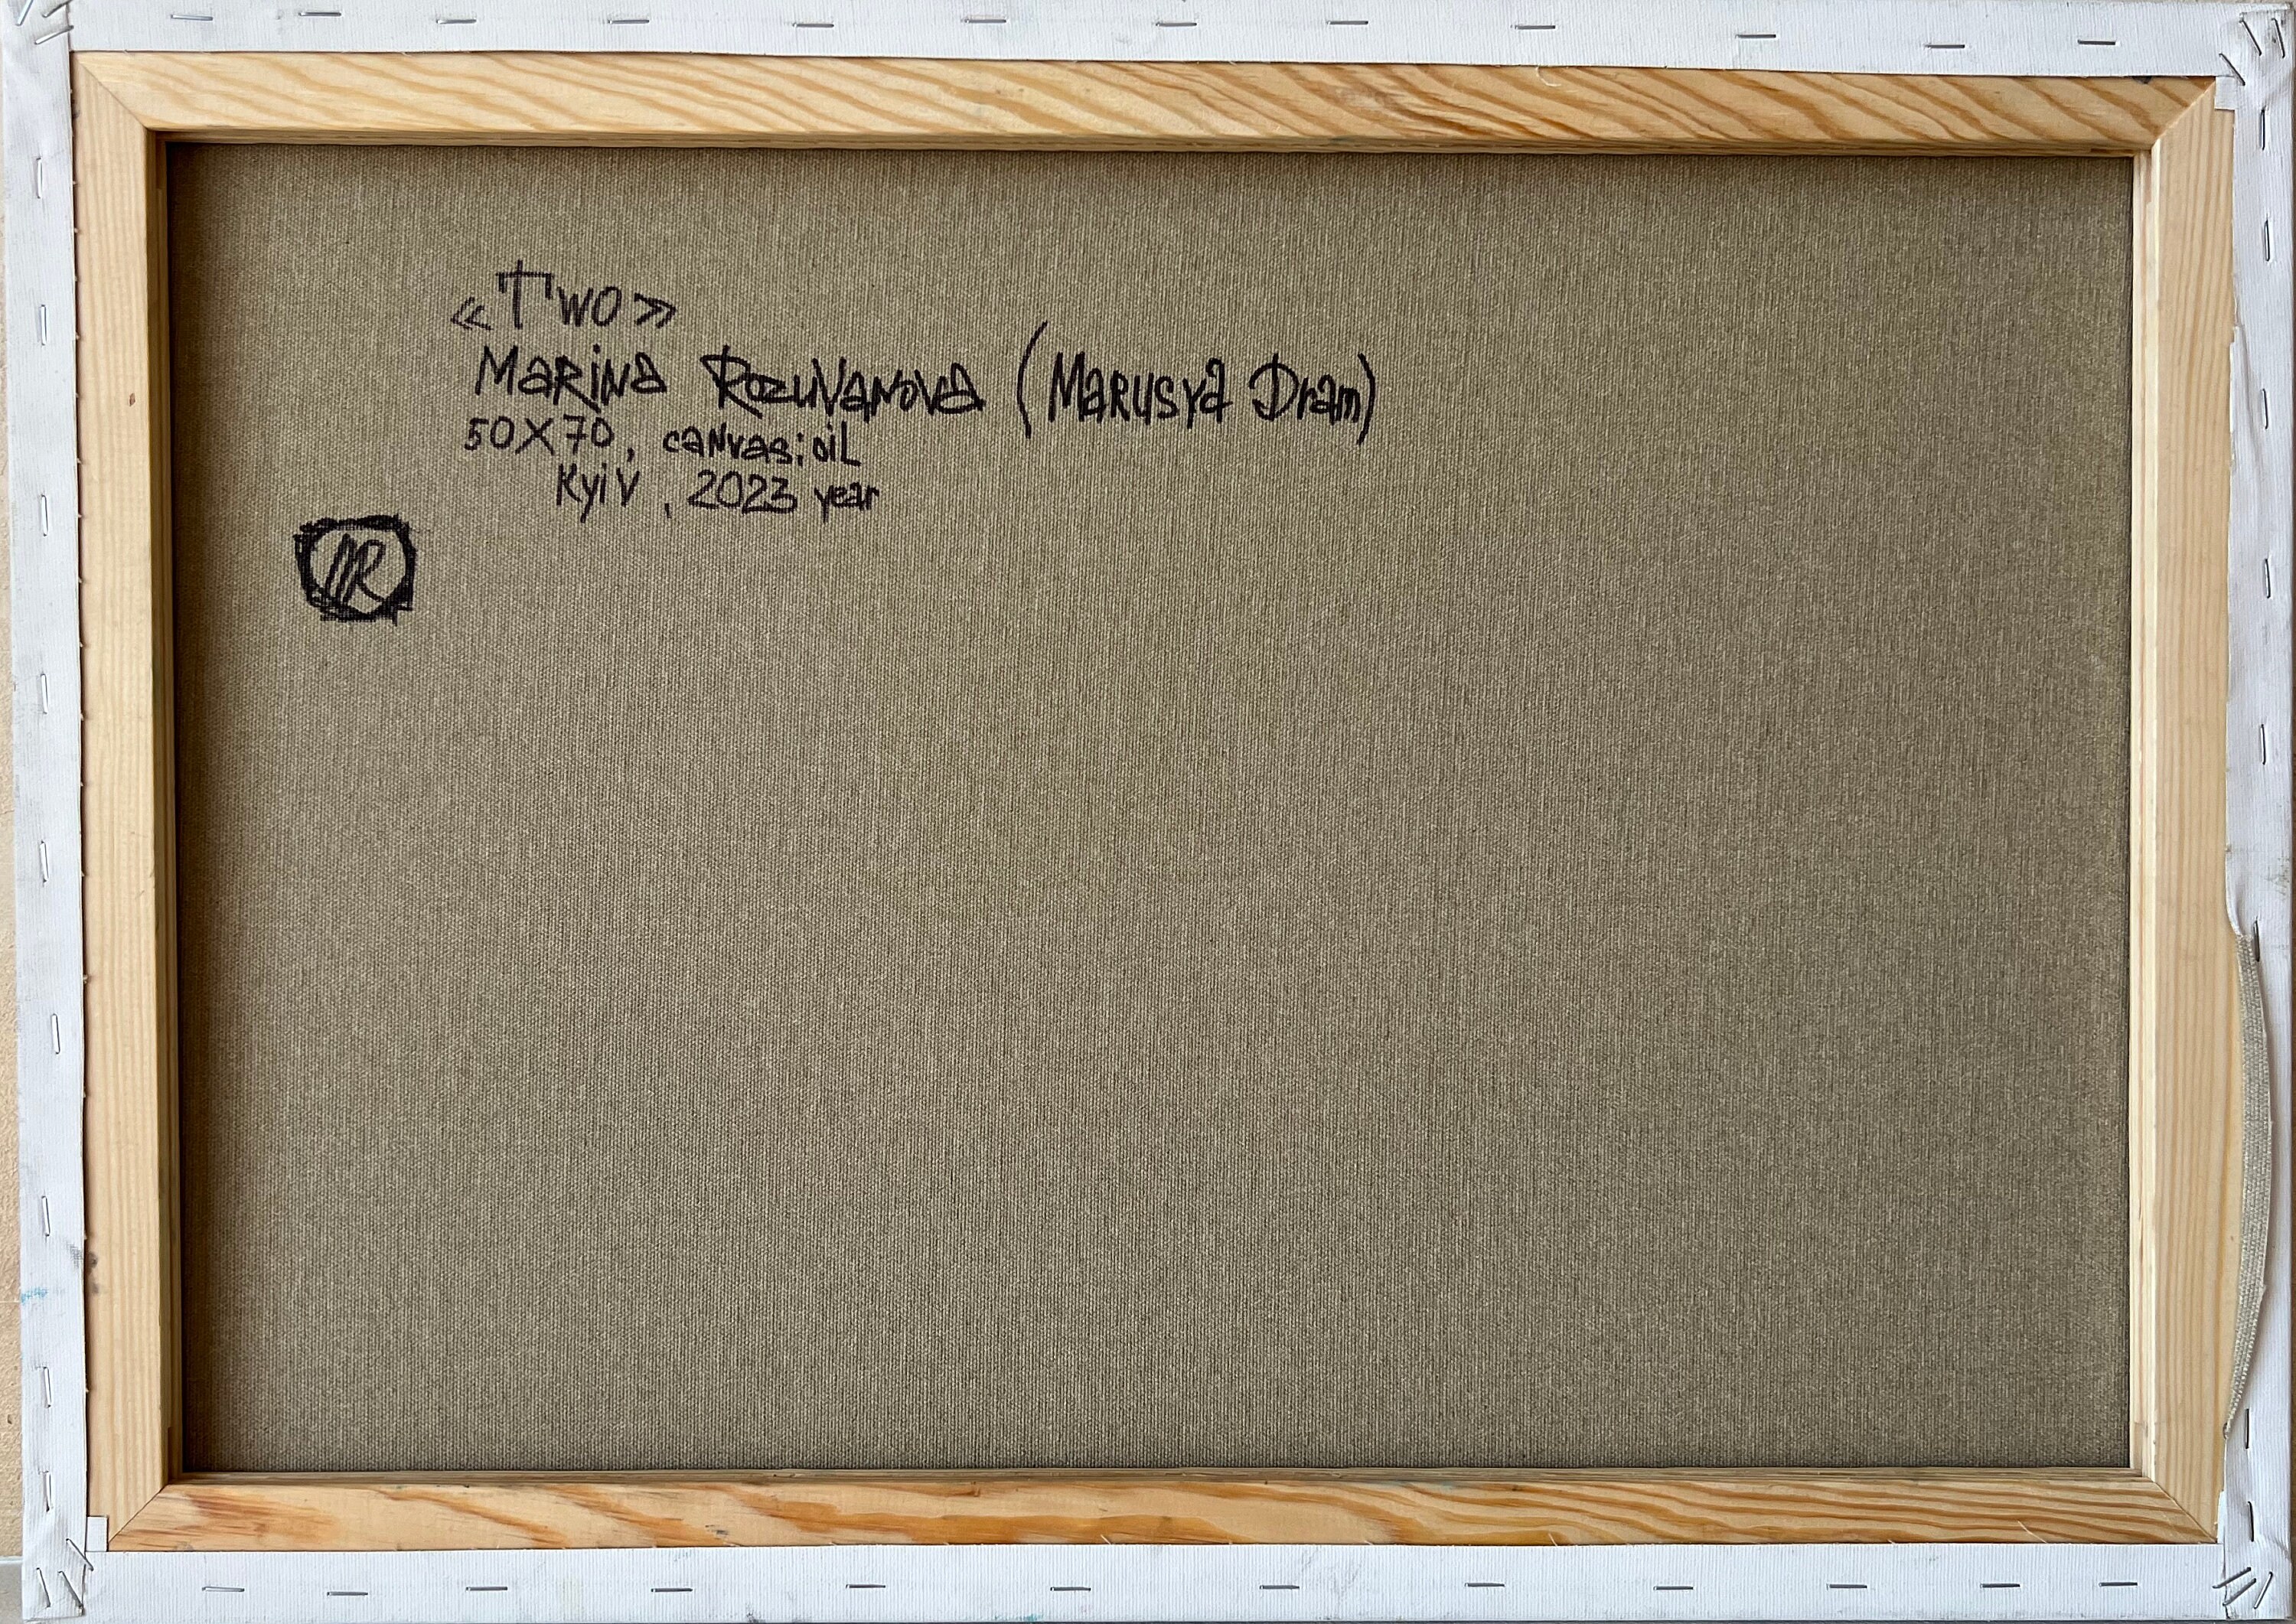 «Two»
Marina Rozuvanova (Marusya Dram)
50X70, canvas; oil
Kyiv, 2023 year
MR